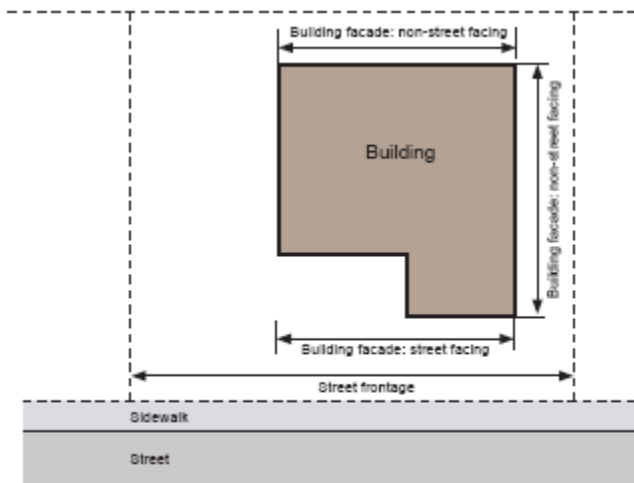 Building facade: non-street facing
Building
Building facade: non-street facing
Building facade: street facing
Street frontage
Sidewalk
Street